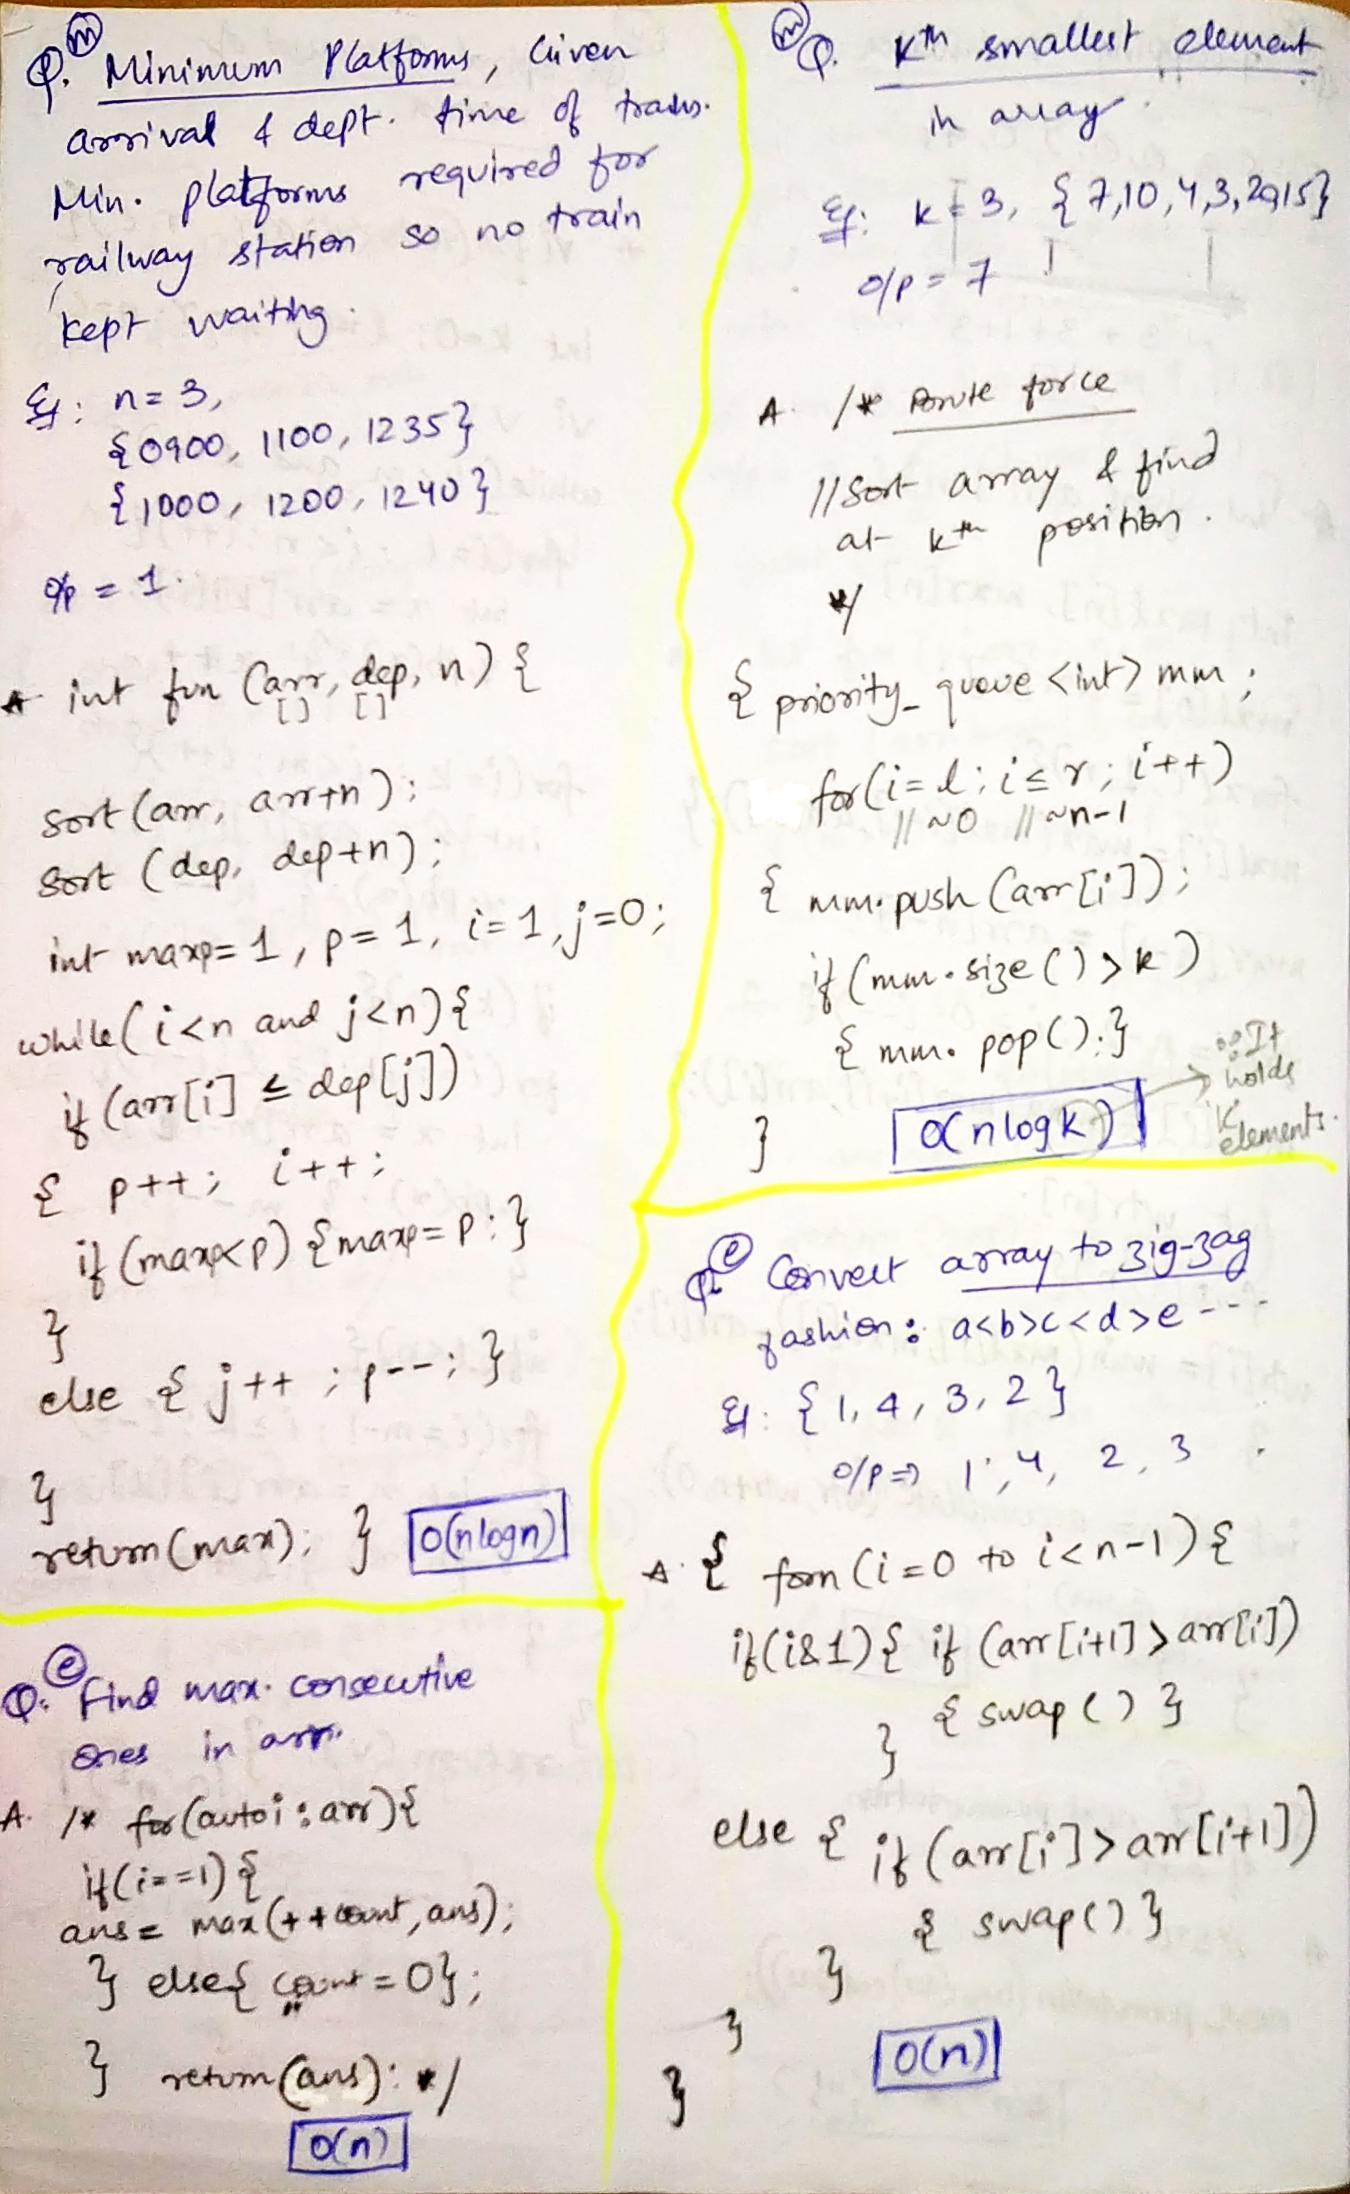 Q. (m) Minimum Platforms, Given
arrival & dept. time of trains.
Min. platforms required for
railway station so no train
kept waiting.
Eg: n=3,
{0900, 1100, 1235}
{1000, 1200, 1240}
o/p = 1.
A int fun (arr, dep, n) {
[] []
sort (arr, arr+n);
sort (dep, dep+n);
int maxp=1, p=1, i=1, j=0;
while(i<n and j<n){
if (arr[i] ≤ dep[j])
{ p++; i++;
if (maxp<p) {maxp=p;}
}
else { j++ ; p--; }
}
return(max); } O(nlogn)
Q. (e) Find max. consecutive
ones in arr.
A. /* for(auto i : arr){
if(i==1){
ans = max(++count, ans);
} else{ count = 0};
} return(ans); */
O(n)
(m) Q. Kth smallest element
in array.
Eg: k=3, {7,10,4,3,20,15}
o/p = 7
A. /* Brute force
//Sort array & find
at kth position.
*/
{ priority_queue <int> mm;
for(i=l; i≤r; i++)
//~0 //~n-1
{ mm.push(arr[i]);
if(mm.size()>k)
{ mm.pop();}
} O(nlogk)
∵ It
holds
K
elements.
Q. (e) Convert array to zig-zag
fashion: a<b>c<d>e---
Eg: {1, 4, 3, 2}
o/p => 1, 4, 2, 3
A. { form (i=0 to i<n-1){
if(i&1){ if (arr[i+1]>arr[i])
{ swap() }
}
else { if (arr[i]>arr[i+1])
{ swap() }
}
}
O(n)
}